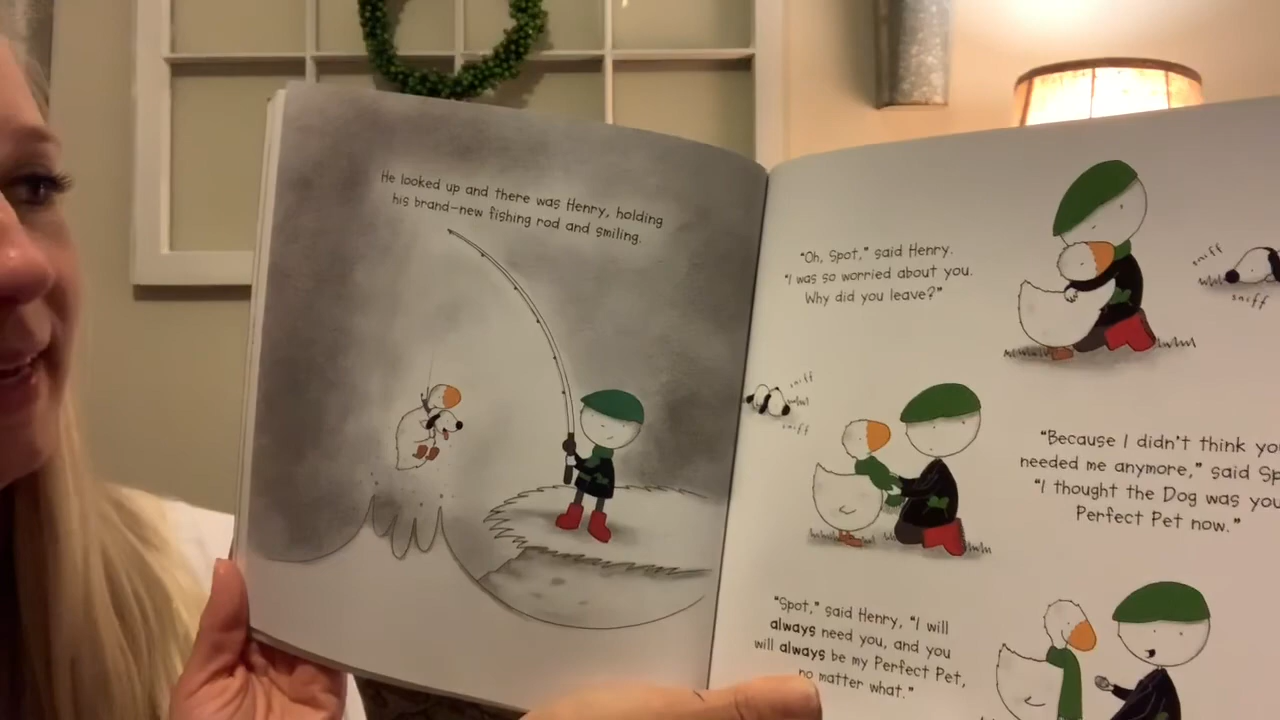 He looked up and there was Henry, holding
his brand-new fishing rod and smiling.
"Oh, Spot," said Henry.
"I was so worried about you.
Why did you leave?"
sniff
sniff
sniff
sniff
"Because I didn't think
needed me anymore," said
"I thought the Dog was
Perfect Pet now."
"Spot," said Henry, "I will
always need you, and you
will always be my Perfect Pet,
no matter what."